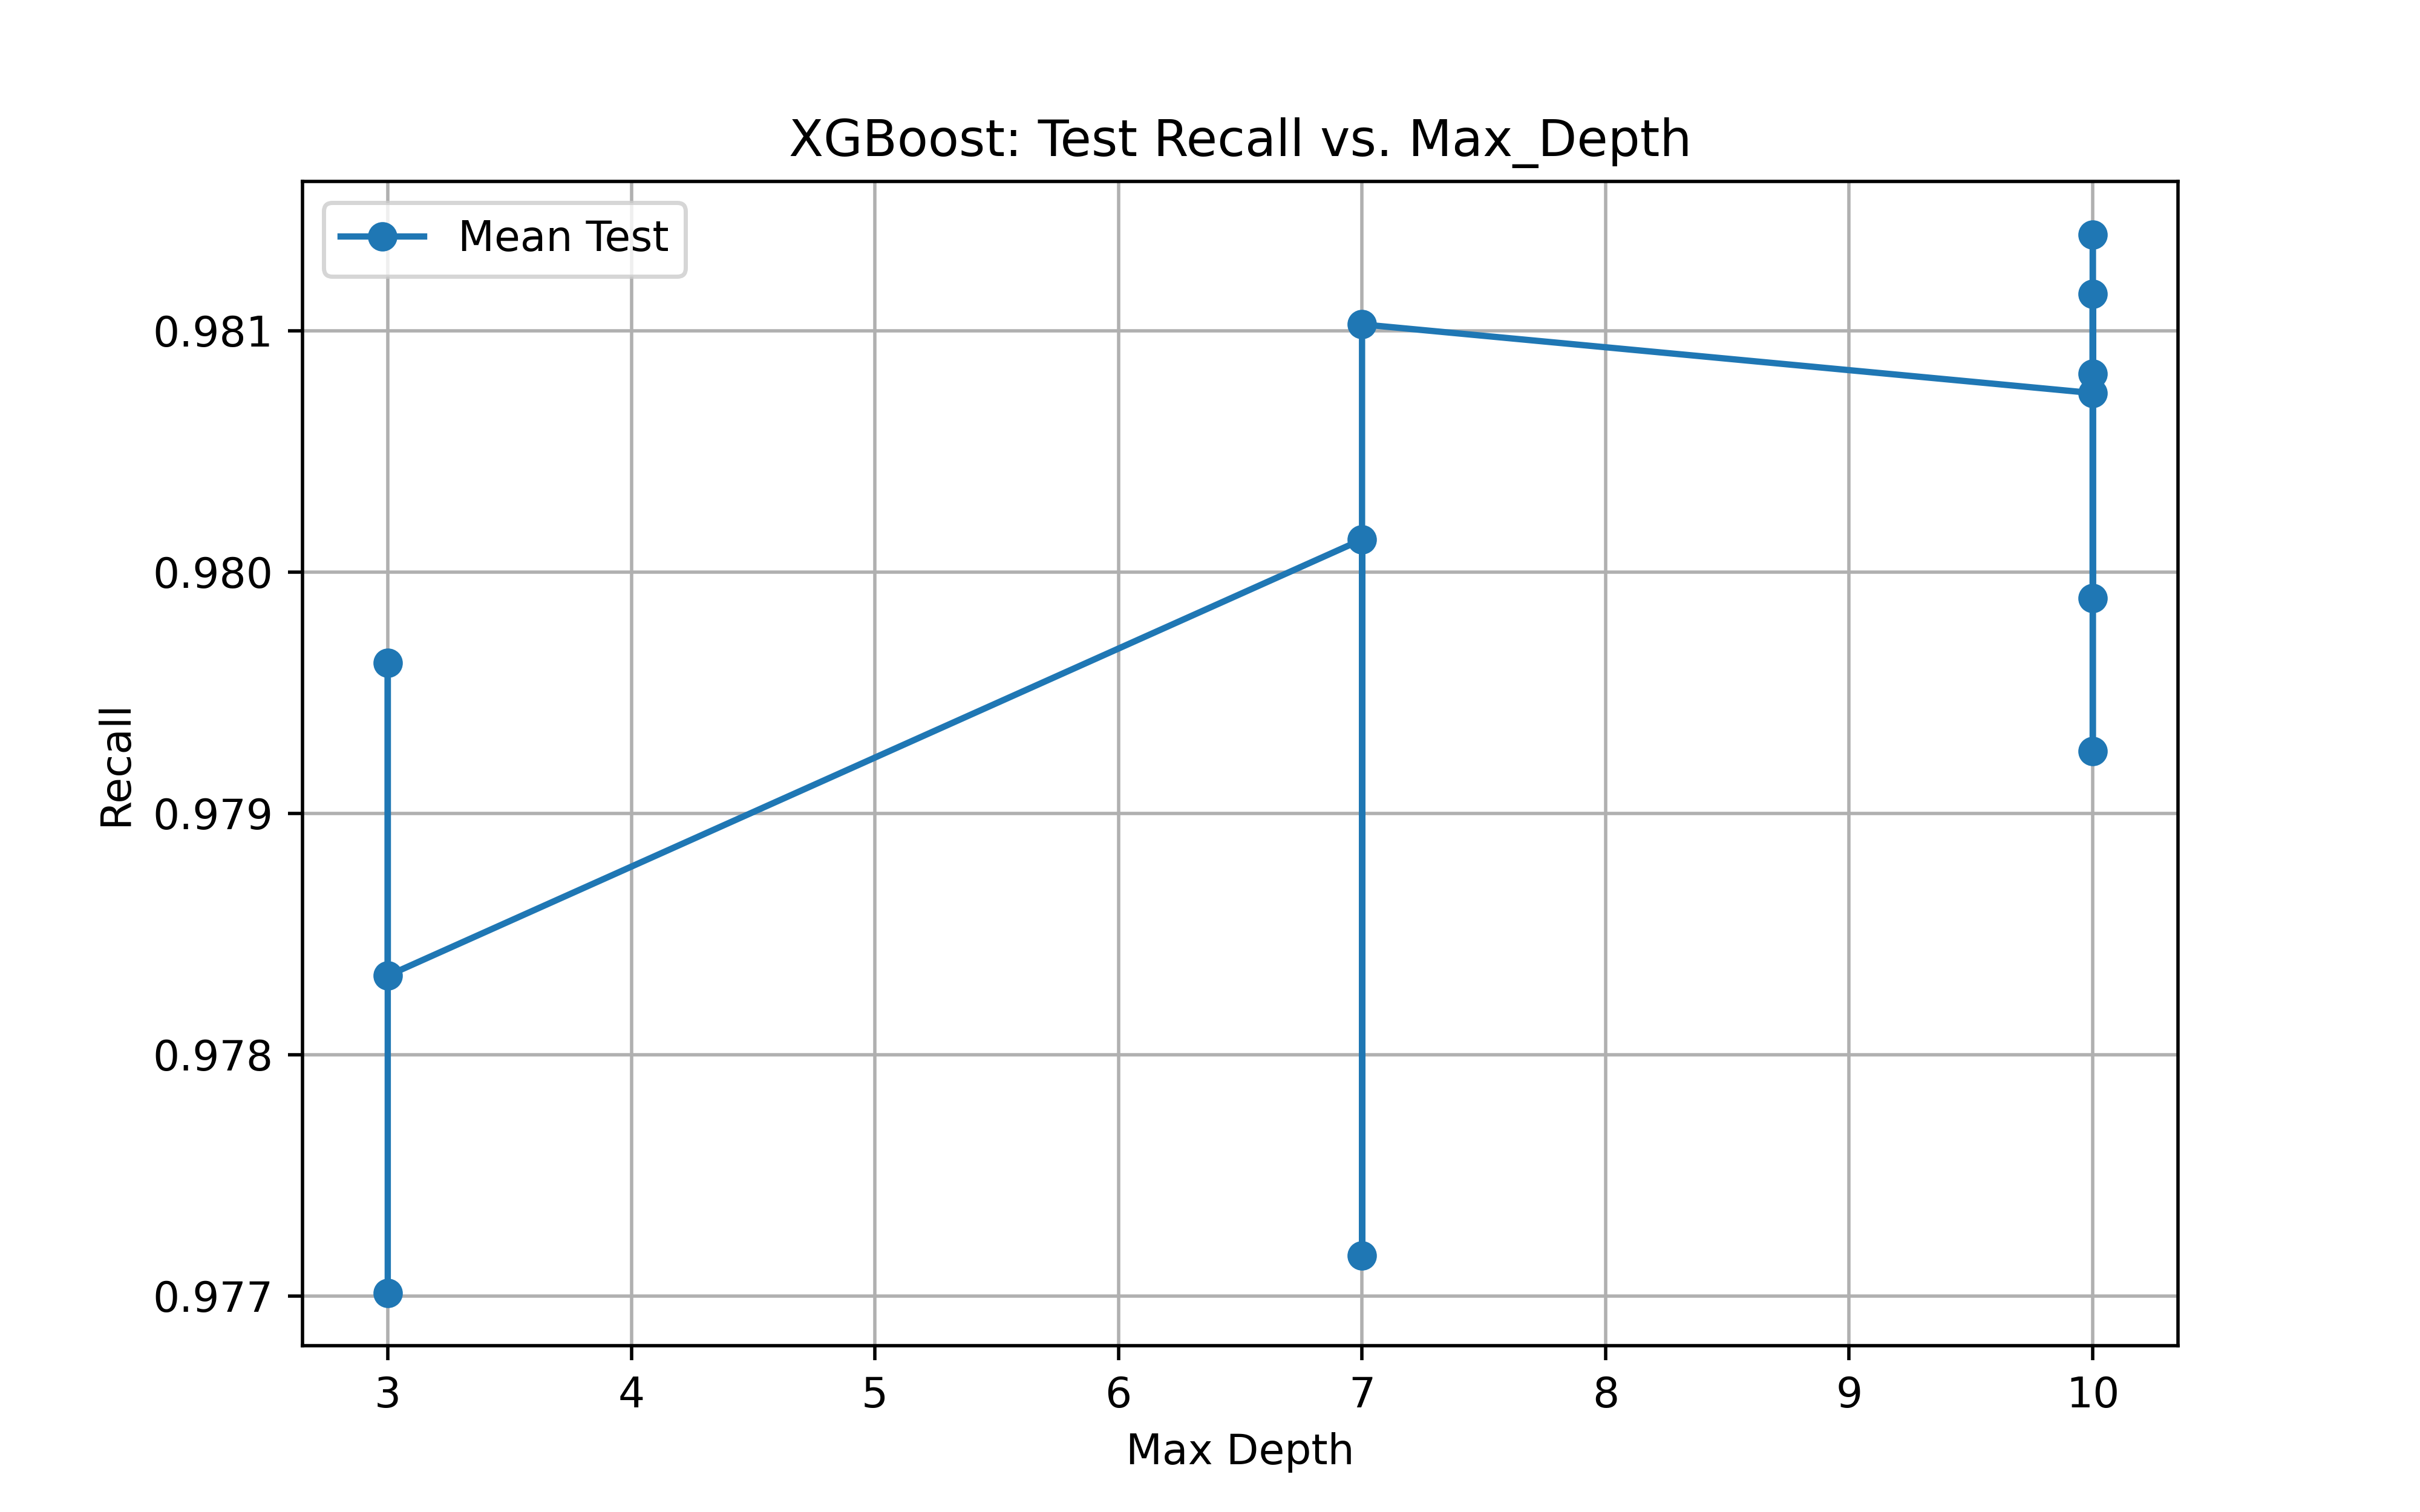 XGBoost: Test Recall vs. Max_Depth
Mean Test
0.981
0.980
0.979
0.978
0.977
Recall
3 4 5 6 7 8 9 10
Max Depth